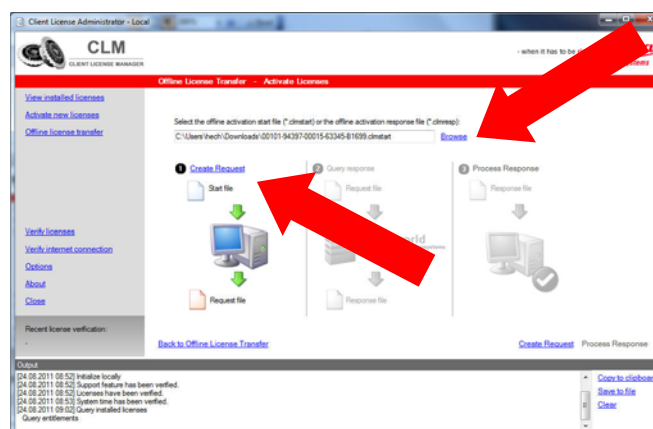 Client License Administrator - Local
CLM
CLIENT LICENSE MANAGER
- when it has to be
Offline License Transfer - Activate Licenses
View installed licenses
Activate new licenses
Offline license transfer
Select the offline activation start file (*.clmstart) or the offline activation response file (*.clmresp):
C:\Users\hech\Downloads\00101-94397-00015-63345-B1699.clmstart
Browse
1 Create Request
2 Query response
3 Process Response
Start file
Request file
Response file
Verify licenses
Verify internet connection
Options
About
Close
Request file
Response file
Recent license verification:
-
Back to Offline License Transfer
Create Request
Process Response
Output
[24.08.2011 08:52] Initialize locally
[24.08.2011 08:52] Support feature has been verified.
[24.08.2011 08:52] Licenses have been verified.
[24.08.2011 08:53] System time has been verified.
[24.08.2011 09:02] Query installed licenses
Query entitlements
Copy to clipboard
Save to file
Clear